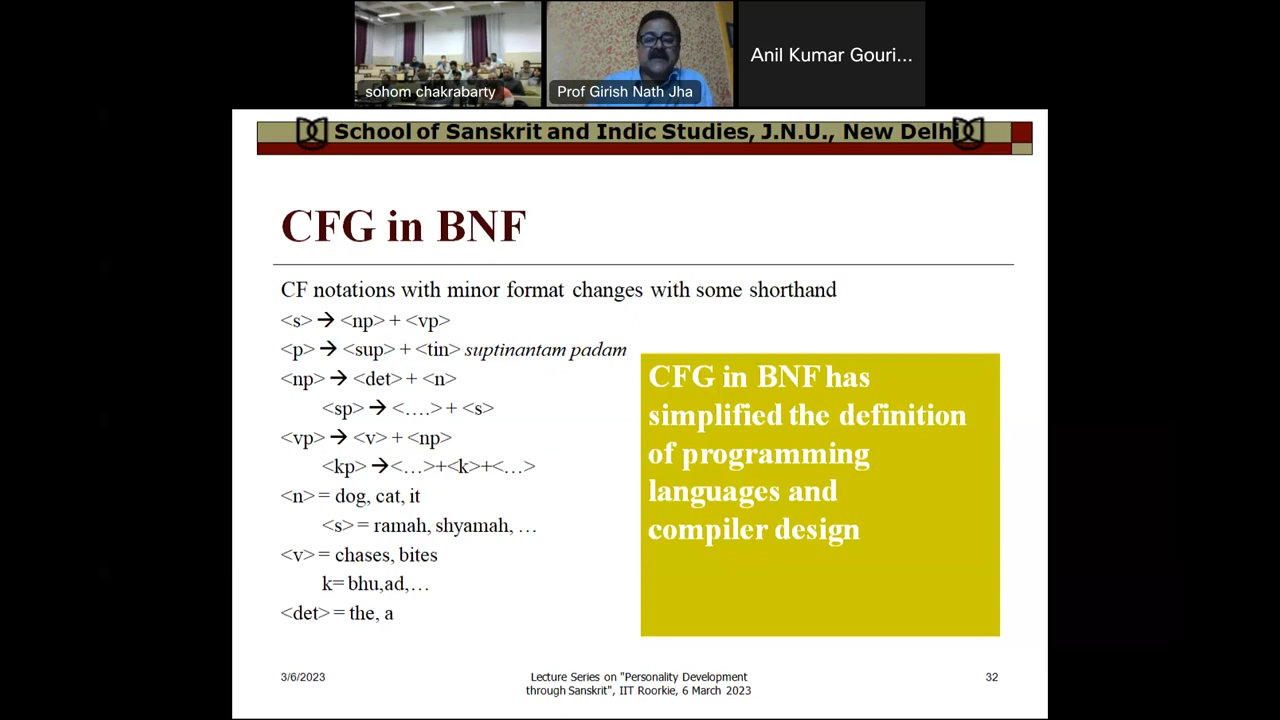 sohom chakrabarty
Prof Girish Nath Jha
Anil Kumar Gouri...
School of Sanskrit and Indic Studies, J.N.U., New Delhi
CFG in BNF
CF notations with minor format changes with some shorthand
<s> → <np> + <vp>
<p> → <sup> + <tin> suptinantam padam
<np> → <det> + <n>
<sp> → <....> + <s>
<vp> → <v> + <np>
<kp> →<...>+<k>+<...>
<n> = dog, cat, it
<s> = ramah, shyamah, ...
<v> = chases, bites
k= bhu,ad,...
<det> = the, a
CFG in BNF has
simplified the definition
of programming
languages and
compiler design
3/6/2023
Lecture Series on "Personality Development
through Sanskrit", IIT Roorkie, 6 March 2023
32